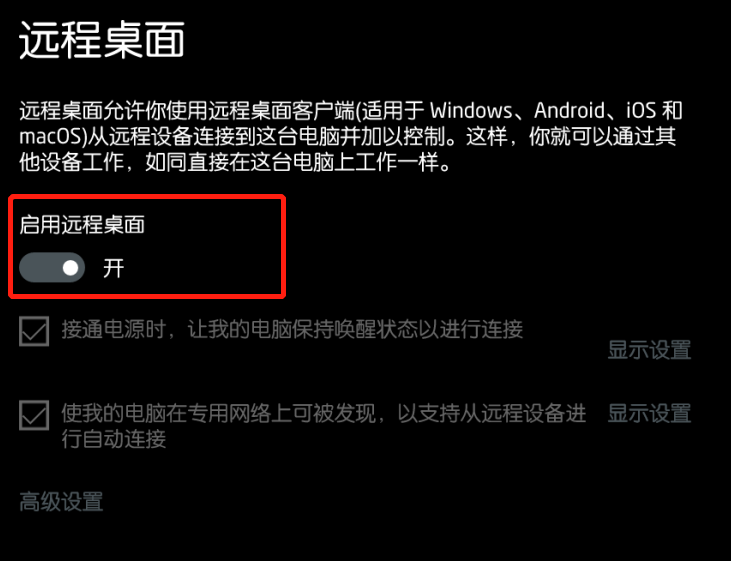 远程桌面
远程桌面允许你使用远程桌面客户端(适用于 Windows、Android、iOS 和
macOS)从远程设备连接到这台电脑并加以控制。这样，你就可以通过其
他设备工作，如同直接在这台电脑上工作一样。
启用远程桌面
开
接通电源时，让我的电脑保持唤醒状态以进行连接
显示设置
使我的电脑在专用网络上可被发现，以支持从远程设备进
显示设置
行自动连接
高级设置